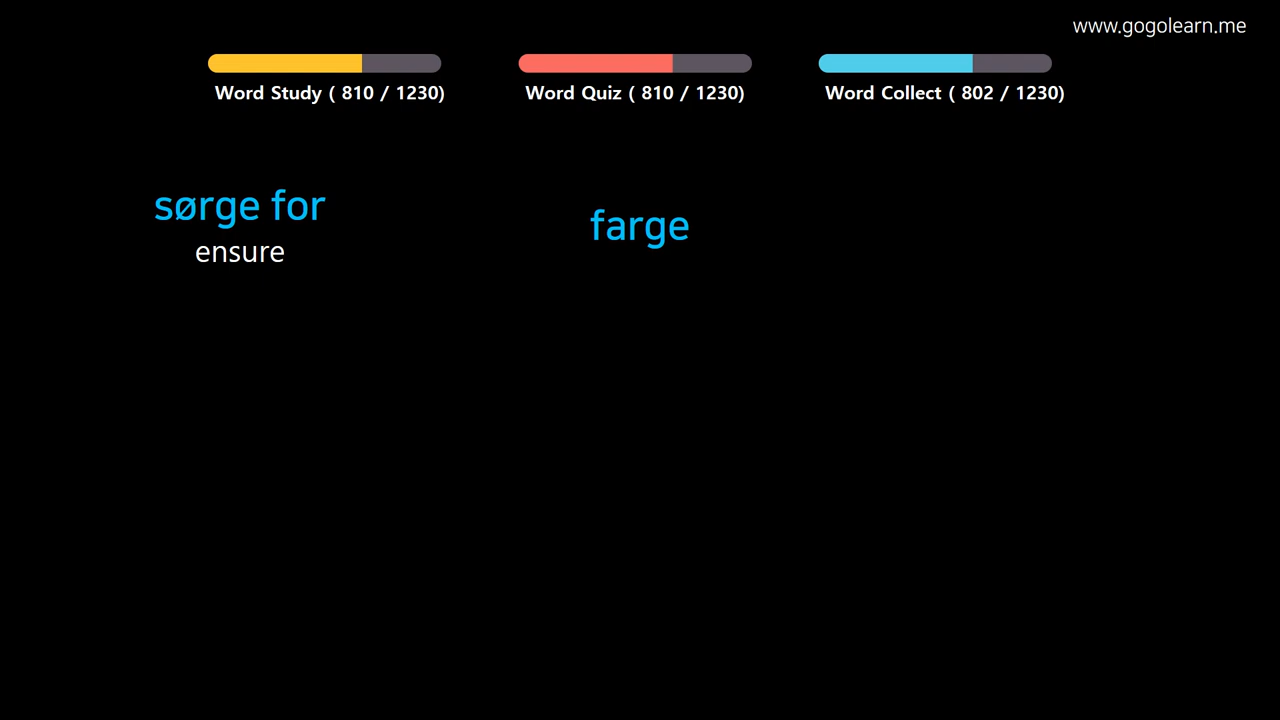 www.gogolearn.me
Word Study ( 810 / 1230)
Word Quiz ( 810 / 1230)
Word Collect ( 802 / 1230)
sørge for
ensure
farge